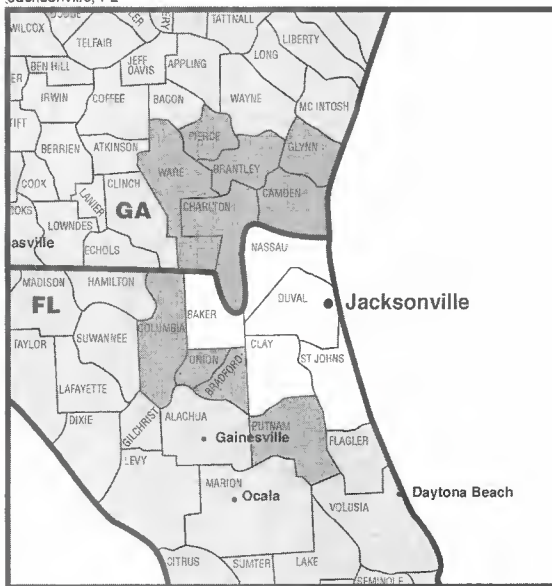 Jacksonville, FL
TATTNALL
WILCOX
TELFAIR
LIBERTY
JEFF
DAVIS
APPLING
LONG
BEN HILL
IRWIN
COFFEE
BACON
WAYNE
MC INTOSH
TIFT
PIERCE
GLYNN
BERRIEN
ATKINSON
WARE
BRANTLEY
COOK
LANIER
CLINCH
CAMDEN
CHARLTON
GA
LOWNDES
ECHOLS
NASSAU
MADISON
HAMILTON
FL
BAKER
DUVAL
Jacksonville
COLUMBIA
TAYLOR
SUWANNEE
CLAY
ST JOHNS
UNION
BRADFORD
LAFAYETTE
DIXIE
GILCHRIST
ALACHUA
PUTNAM
Gainesville
FLAGLER
LEVY
MARION
Ocala
Daytona Beach
VOLUSIA
CITRUS
SUMTER
LAKE
SEMINOLE